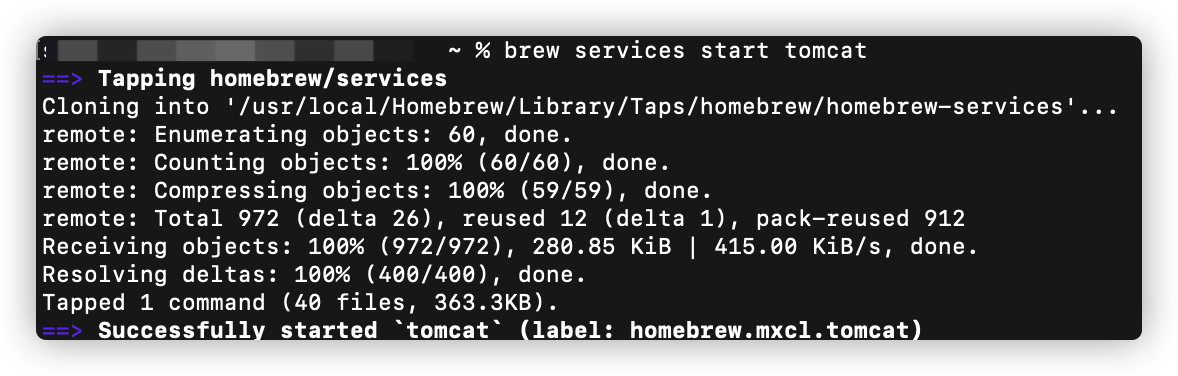 ~ % brew services start tomcat
==> Tapping homebrew/services
Cloning into '/usr/local/Homebrew/Library/Taps/homebrew/homebrew-services'...
remote: Enumerating objects: 60, done.
remote: Counting objects: 100% (60/60), done.
remote: Compressing objects: 100% (59/59), done.
remote: Total 972 (delta 26), reused 12 (delta 1), pack-reused 912
Receiving objects: 100% (972/972), 280.85 KiB | 415.00 KiB/s, done.
Resolving deltas: 100% (400/400), done.
Tapped 1 command (40 files, 363.3KB).
==> Successfully started `tomcat` (label: homebrew.mxcl.tomcat)